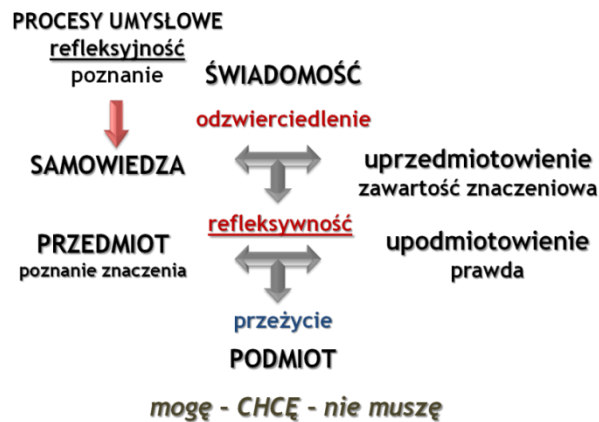 PROCESY UMYSŁOWE
refleksyjność
poznanie
ŚWIADOMOŚĆ
odzwierciedlenie
SAMOWIEDZA
uprzedmiotowienie
zawartość znaczeniowa
refleksywność
PRZEDMIOT
poznanie znaczenia
upodmiotowienie
prawda
przeżycie
PODMIOT
mogę - CHCĘ - nie muszę